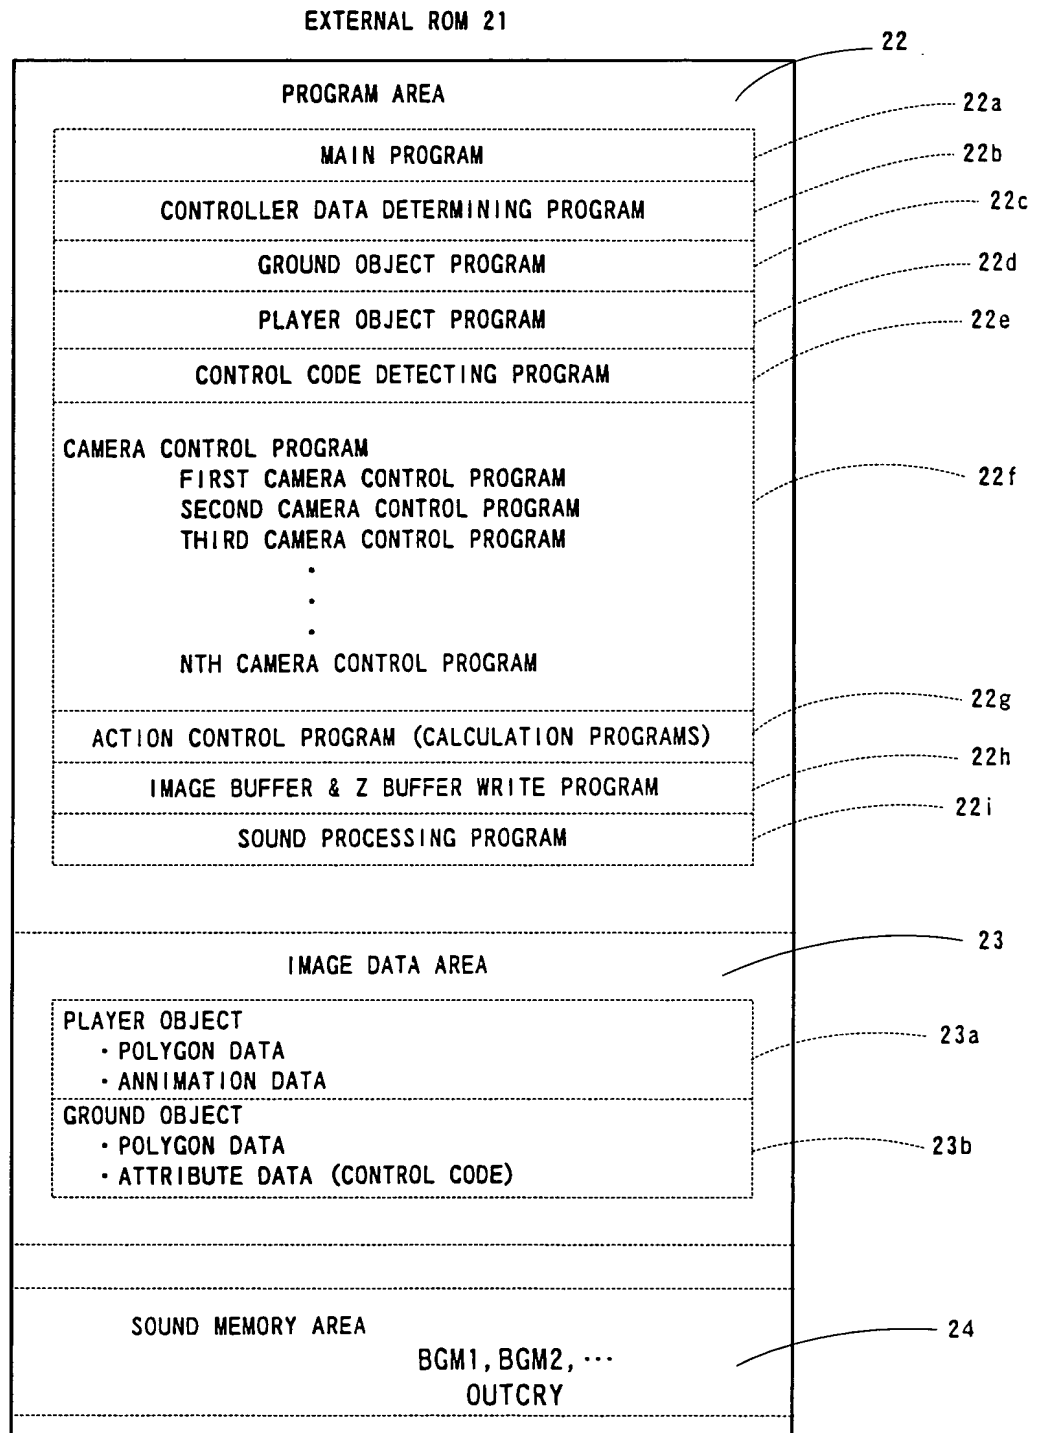 EXTERNAL ROM 21
22
PROGRAM AREA
22a
MAIN PROGRAM
22b
CONTROLLER DATA DETERMINING PROGRAM
22c
GROUND OBJECT PROGRAM
22d
PLAYER OBJECT PROGRAM
22e
CONTROL CODE DETECTING PROGRAM
CAMERA CONTROL PROGRAM
FIRST CAMERA CONTROL PROGRAM
22f
SECOND CAMERA CONTROL PROGRAM
THIRD CAMERA CONTROL PROGRAM
.
.
.
NTH CAMERA CONTROL PROGRAM
22g
ACTION CONTROL PROGRAM (CALCULATION PROGRAMS)
22h
IMAGE BUFFER & Z BUFFER WRITE PROGRAM
22i
SOUND PROCESSING PROGRAM
23
IMAGE DATA AREA
PLAYER OBJECT
23a
・POLYGON DATA
・ANNIMATION DATA
GROUND OBJECT
・POLYGON DATA
23b
・ATTRIBUTE DATA (CONTROL CODE)
SOUND MEMORY AREA
24
BGM1, BGM2, ···
OUTCRY